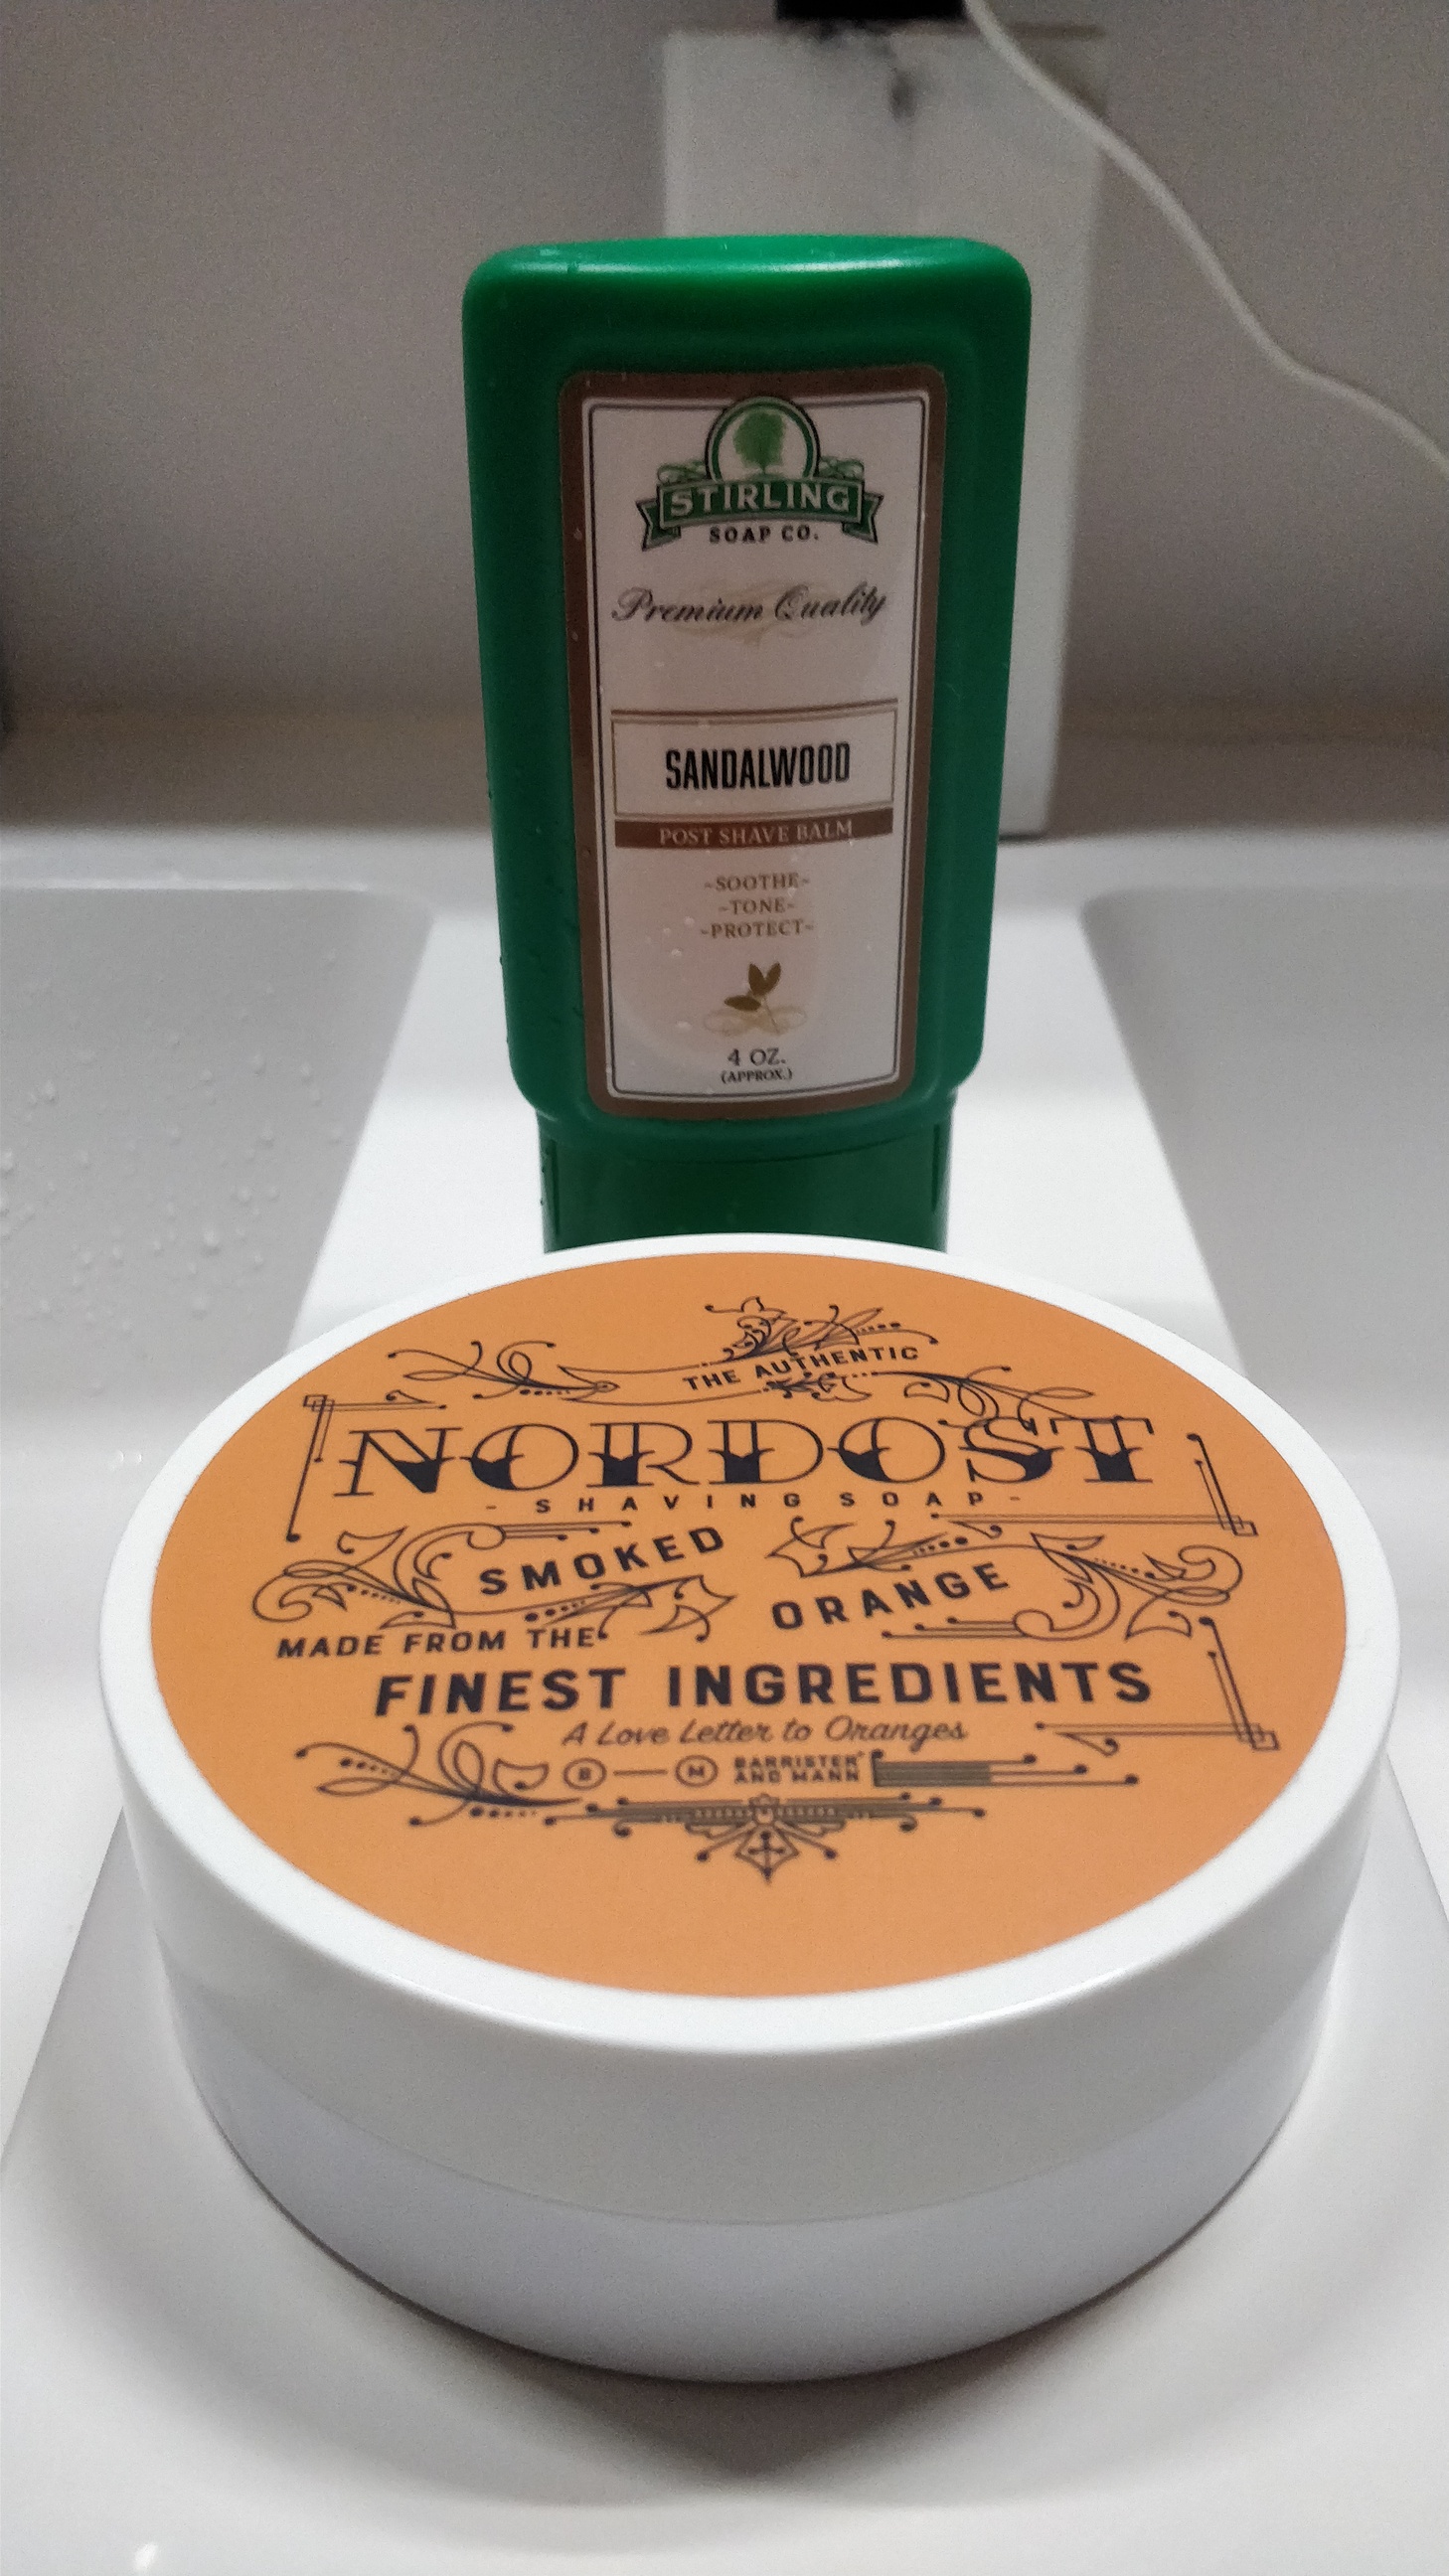 STIRLING
SOAP CO.
Premium Quality
SANDALWOOD
POST SHAVE BALM
~SOOTHE~
~TONE~
~PROTECT~
4 OZ.
(APPROX.)
THE AUTHENTIC
NORDOST
- SHAVING SOAP -
SMOKED ORANGE
MADE FROM THE
FINEST INGREDIENTS
A Love Letter to Oranges
B — M BARRISTER
AND MANN